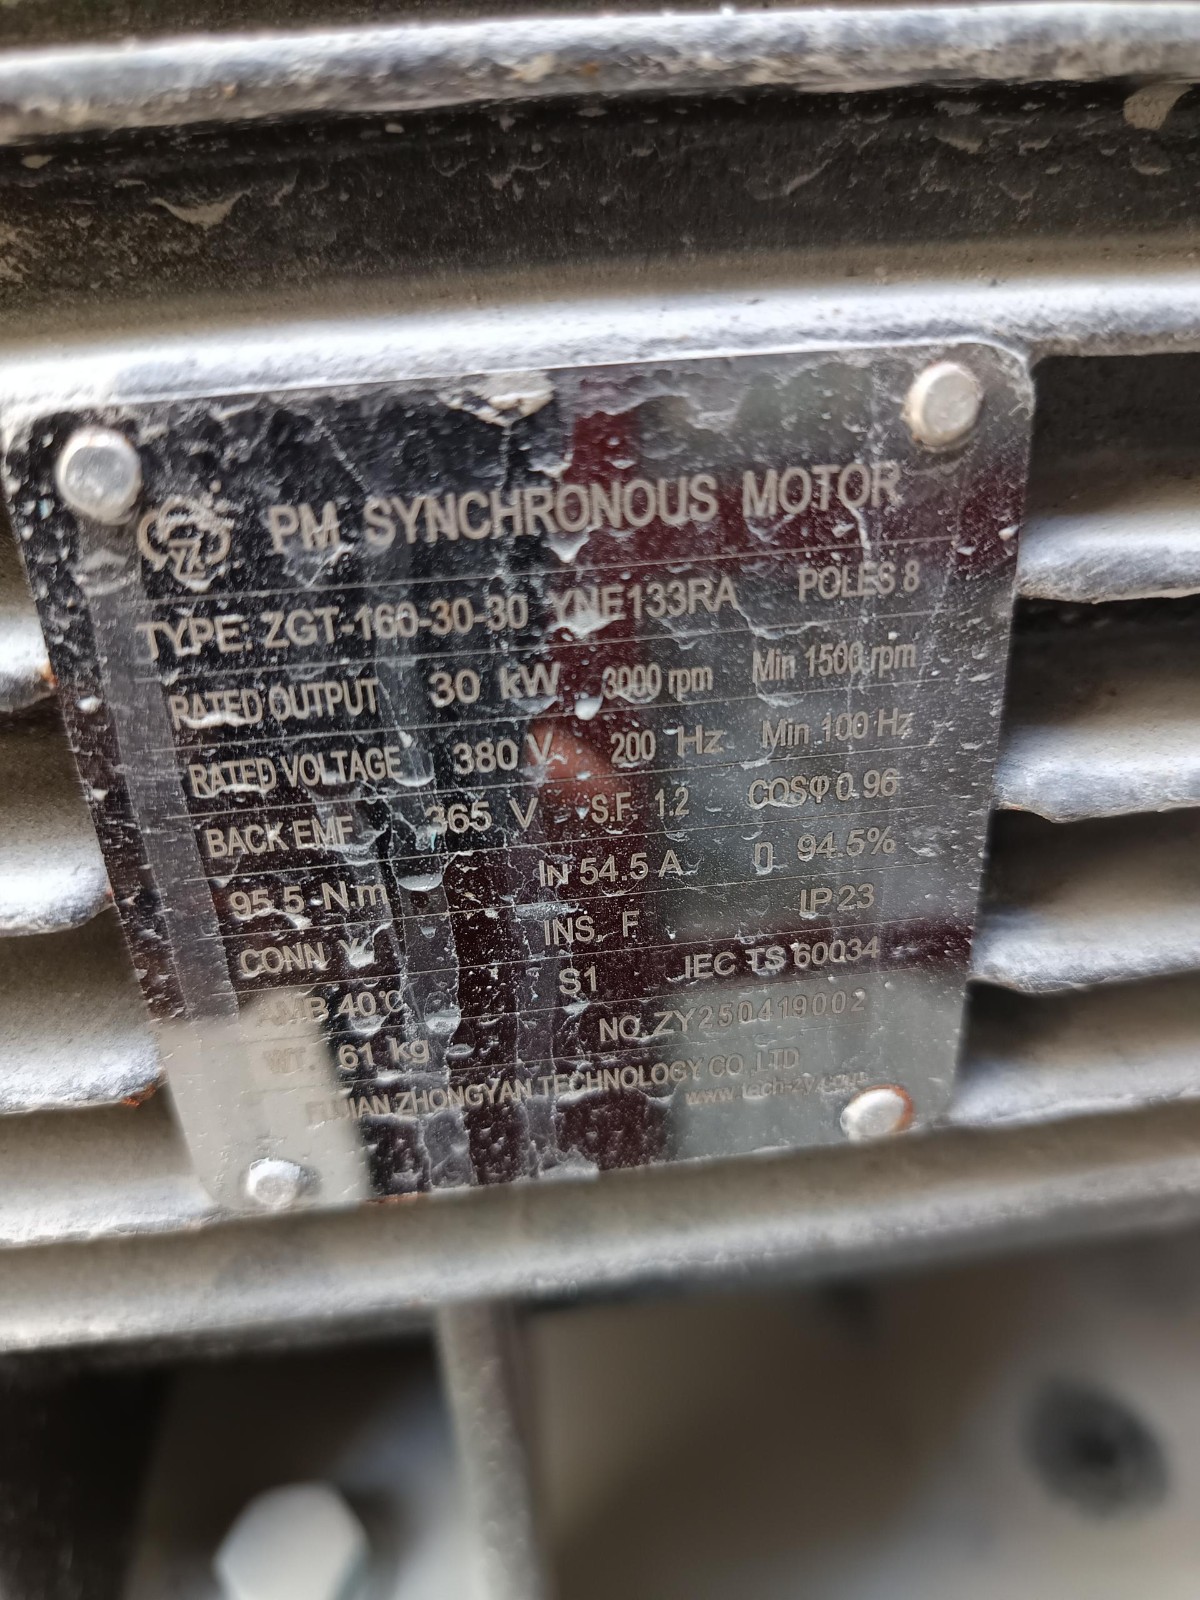 ZK
PM SYNCHRONOUS MOTOR
TYPE: ZGT-160-30-30 YNE133RA POLES 8
RATED OUTPUT 30 kW 3000 rpm Min 1500 rpm
RATED VOLTAGE 380 V 200 Hz Min 100 Hz
BACK EMF 365 V S.F. 1.2 COSφ 0.96
95.5 N.m IN 54.5 A η 94.5%
CONN Y INS. F IP 23
AMB 40℃ S1 IEC TS 60034
WT. 61 kg NO. ZY250419002
FUJIAN ZHONGYAN TECHNOLOGY CO.,LTD